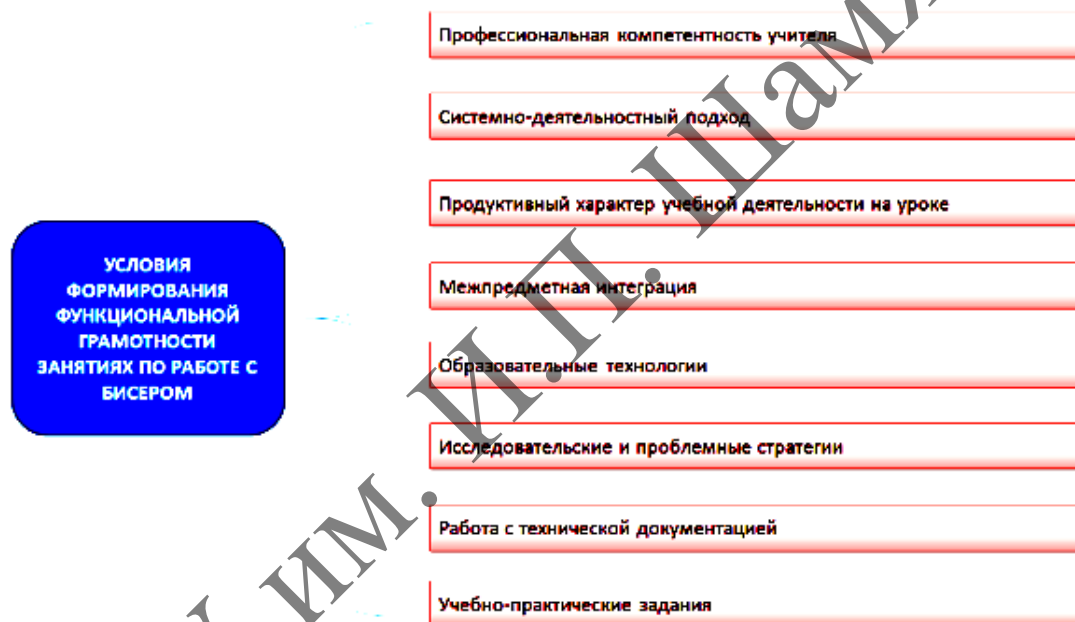 Профессиональная компетентность учителя
Системно-деятельностный подход
Продуктивный характер учебной деятельности на уроке
УСЛОВИЯ
ФОРМИРОВАНИЯ
ФУНКЦИОНАЛЬНОЙ
ГРАМОТНОСТИ
ЗАНЯТИЯХ ПО РАБОТЕ С
БИСЕРОМ
Межпредметная интеграция
Образовательные технологии
Исследовательские и проблемные стратегии
Работа с технической документацией
Учебно-практические задания
им. И.П.